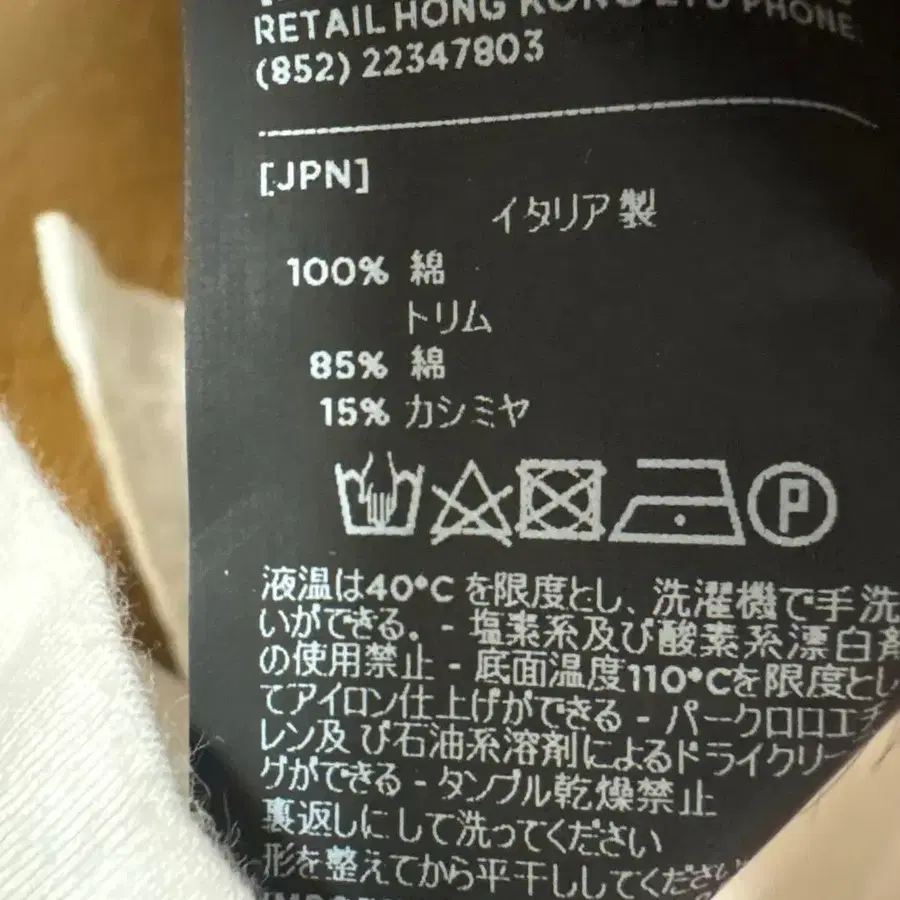 RETAIL HONG KONG LTD PHONE:
(852) 22347803
[JPN]
イタリア製
100% 綿
トリム
85% 綿
15% カシミヤ
P
液温は40°Cを限度とし、洗濯機で手洗
いができる。- 塩素系及び酸素系漂白剤
の使用禁止 - 底面温度110°Cを限度とし
てアイロン仕上げができる - パークロロエチ
レン及 び石油系溶剤によるドライクリー
グができる - タンブル乾燥禁止
裏返しにして洗ってください
形を整えてから平干ししてください